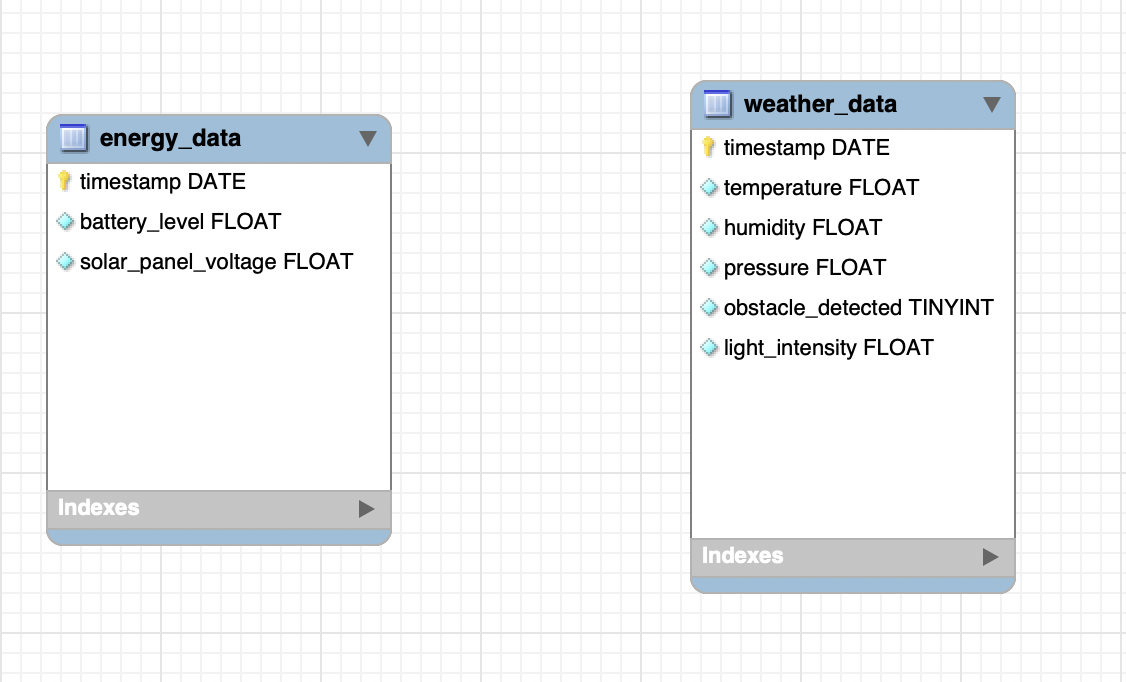 energy_data
timestamp DATE
battery_level FLOAT
solar_panel_voltage FLOAT
Indexes
weather_data
timestamp DATE
temperature FLOAT
humidity FLOAT
pressure FLOAT
obstacle_detected TINYINT
light_intensity FLOAT
Indexes